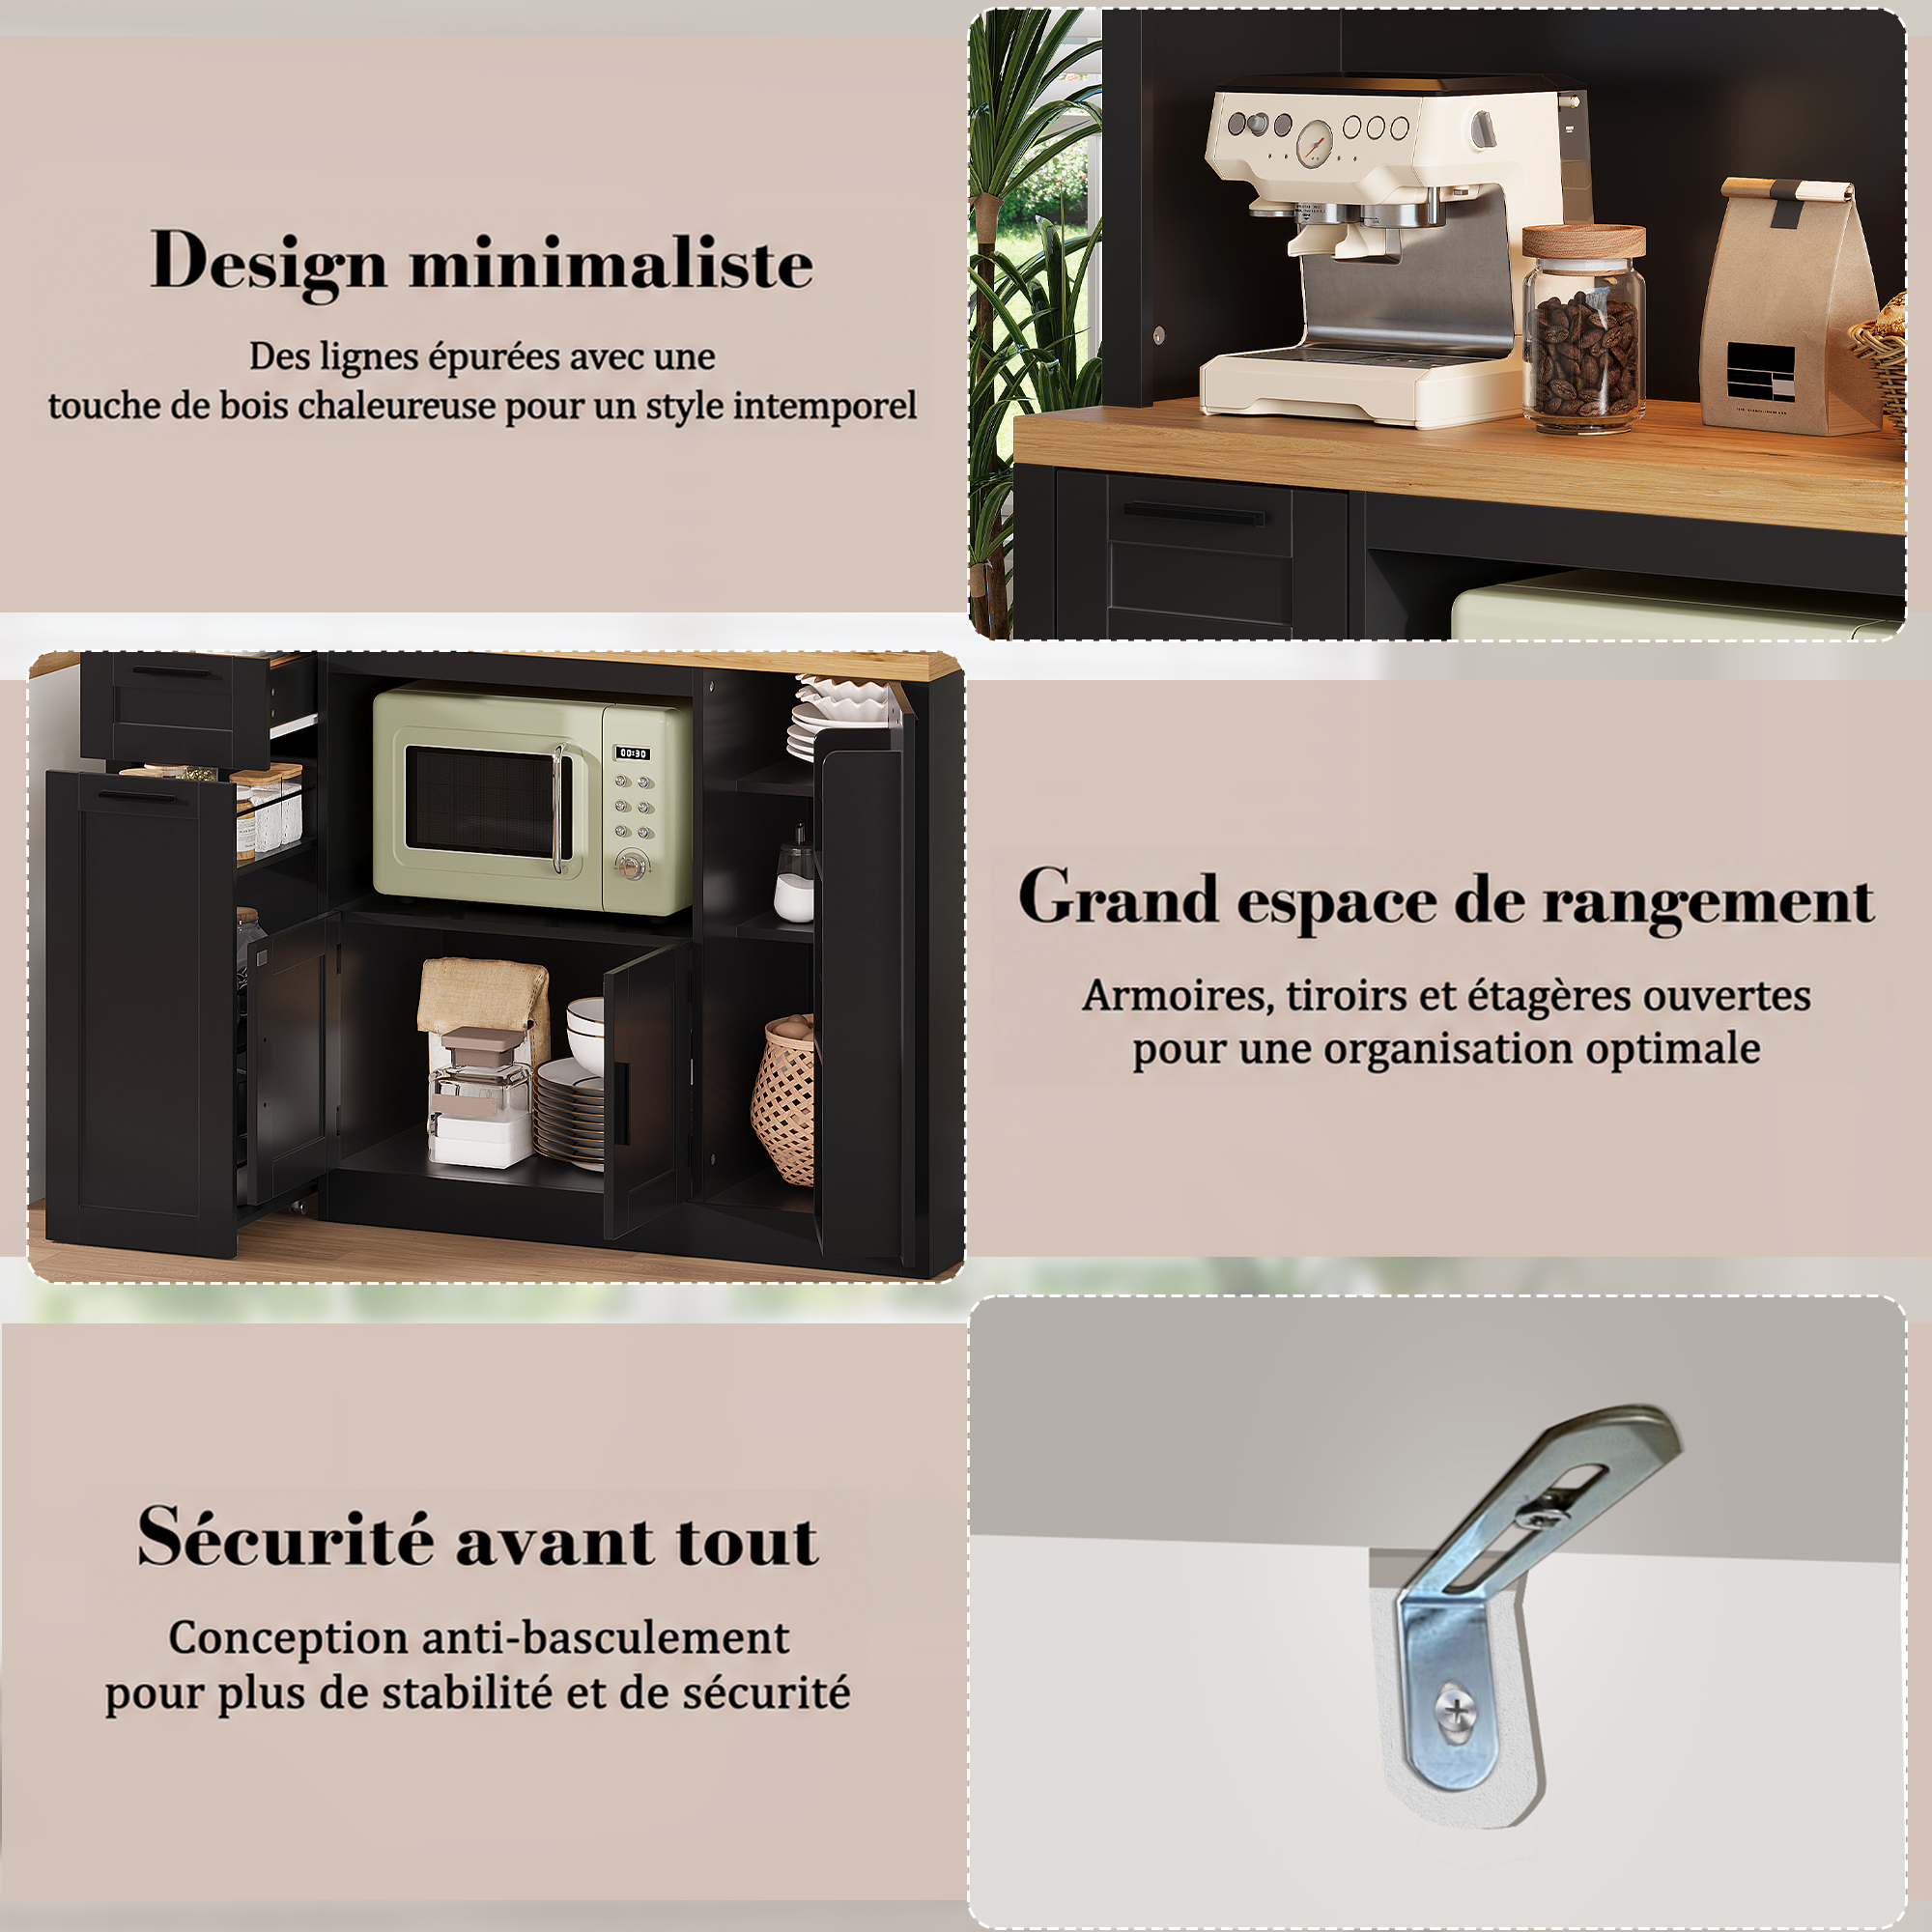 Design minimaliste
Des lignes épurées avec une
touche de bois chaleureuse pour un style intemporel
00:30
Grand espace de rangement
Armoires, tiroirs et étagères ouvertes
pour une organisation optimale
Sécurité avant tout
Conception anti-basculement
pour plus de stabilité et de sécurité